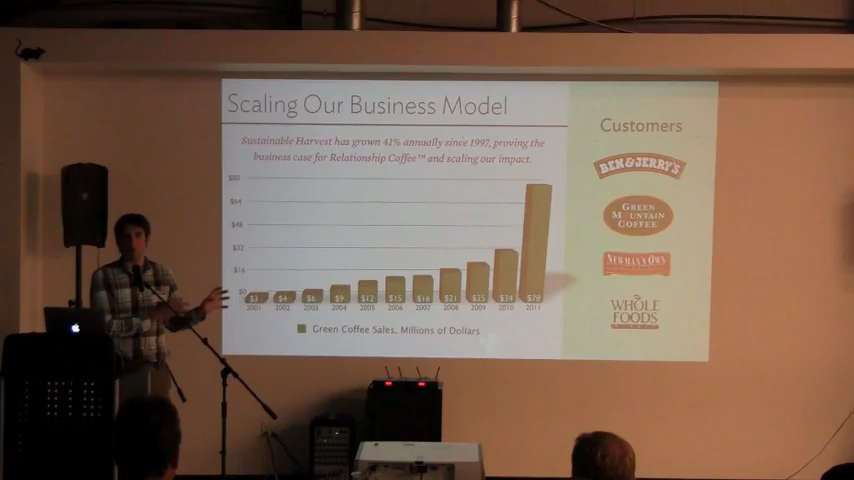 Scaling Our Business Model
Sustainable Harvest has grown 41% annually since 1997, proving the
business case for Relationship Coffee™ and scaling our impact.
$80
$64
$48
$32
$16
$0
$3 $4 $6 $9 $12 $15 $16 $21 $25 $34 $78
2001 2002 2003 2004 2005 2006 2007 2008 2009 2010 2011
Green Coffee Sales, Millions of Dollars
Customers
BEN & JERRY'S
GREEN
MOUNTAIN
COFFEE
NEWMAN'S OWN
WHOLE
FOODS
MARKET